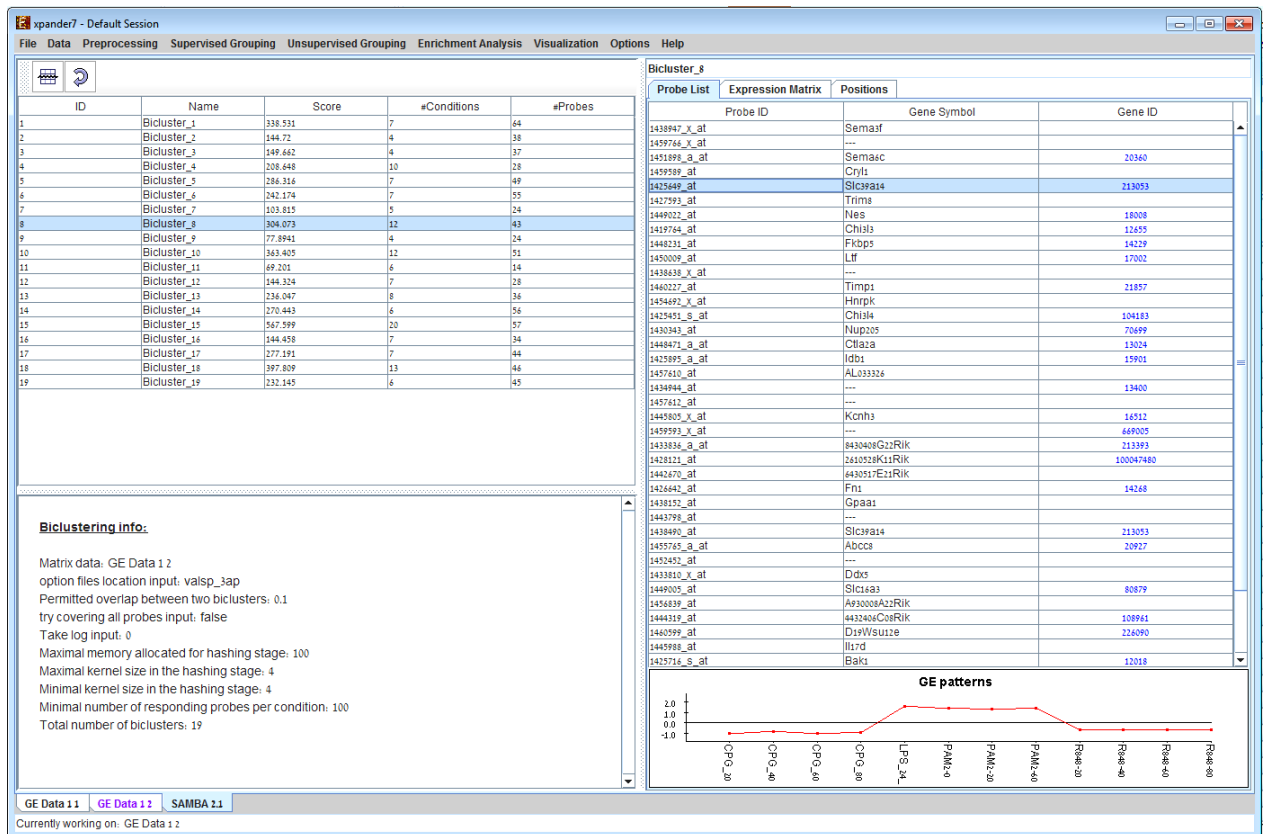 xpander7 - Default Session
File Data Preprocessing Supervised Grouping Unsupervised Grouping Enrichment Analysis Visualization Options Help
ID Name Score #Conditions #Probes
1 Bicluster_1 338.531 7 64
2 Bicluster_2 144.72 4 38
3 Bicluster_3 149.662 4 37
4 Bicluster_4 208.648 10 28
5 Bicluster_5 286.316 7 49
6 Bicluster_6 242.174 7 55
7 Bicluster_7 103.815 5 24
8 Bicluster_8 304.073 12 43
9 Bicluster_9 77.8941 4 24
10 Bicluster_10 363.405 12 51
11 Bicluster_11 69.201 6 14
12 Bicluster_12 144.324 7 28
13 Bicluster_13 236.047 8 36
14 Bicluster_14 270.443 6 56
15 Bicluster_15 567.599 20 57
16 Bicluster_16 144.458 7 34
17 Bicluster_17 277.191 7 44
18 Bicluster_18 397.809 13 46
19 Bicluster_19 232.145 6 45
Biclustering info:
Matrix data: GE Data 1 2
option files location input: valsp_3ap
Permitted overlap between two biclusters: 0.1
try covering all probes input: false
Take log input: 0
Maximal memory allocated for hashing stage: 100
Maximal kernel size in the hashing stage: 4
Minimal kernel size in the hashing stage: 4
Minimal number of responding probes per condition: 100
Total number of biclusters: 19
Bicluster_8
Probe List Expression Matrix Positions
Probe ID Gene Symbol Gene ID
1438947_x_at Sema3f
1459766_x_at ---
1451898_a_at Sema6c 20360
1459589_at Cryl1
1425649_at Slc39a14 213053
1427593_at Trim8
1449022_at Nes 18008
1419764_at Chi3l3 12655
1448231_at Fkbp5 14229
1450009_at Ltf 17002
1438638_x_at ---
1460227_at Timp1 21857
1454692_x_at Hnrpk
1425451_s_at Chi3l4 104183
1430343_at Nup205 70699
1448471_a_at Ctla2a 13024
1425895_a_at Idb1 15901
1457610_at AL033326
1434944_at --- 13400
1457612_at ---
1445805_x_at Kcnh3 16512
1459593_x_at --- 669005
1433836_a_at 8430408G22Rik 213393
1428121_at 2610528K11Rik 100047480
1442670_at 6430517E21Rik
1426642_at Fn1 14268
1438152_at Gpaa1
1443798_at ---
1438490_at Slc39a14 213053
1455765_a_at Abcc8 20927
1452452_at ---
1433810_x_at Ddx5
1449005_at Slc16a3 80879
1456839_at A930008A22Rik
1444319_at 4432406C08Rik 108961
1460599_at D19Wsu12e 226090
1445988_at Il17d
1425716_s_at Bak1 12018
GE patterns
2.0
1.0
0.0
-1.0
CPG_20 CPG_40 CPG_60 CPG_80 LPS_24_ PAM2-0 PAM2-20 PAM2-60 R848-20 R848-40 R848-60 R848-80
GE Data 1 1 GE Data 1 2 SAMBA 2.1
Currently working on: GE Data 1 2